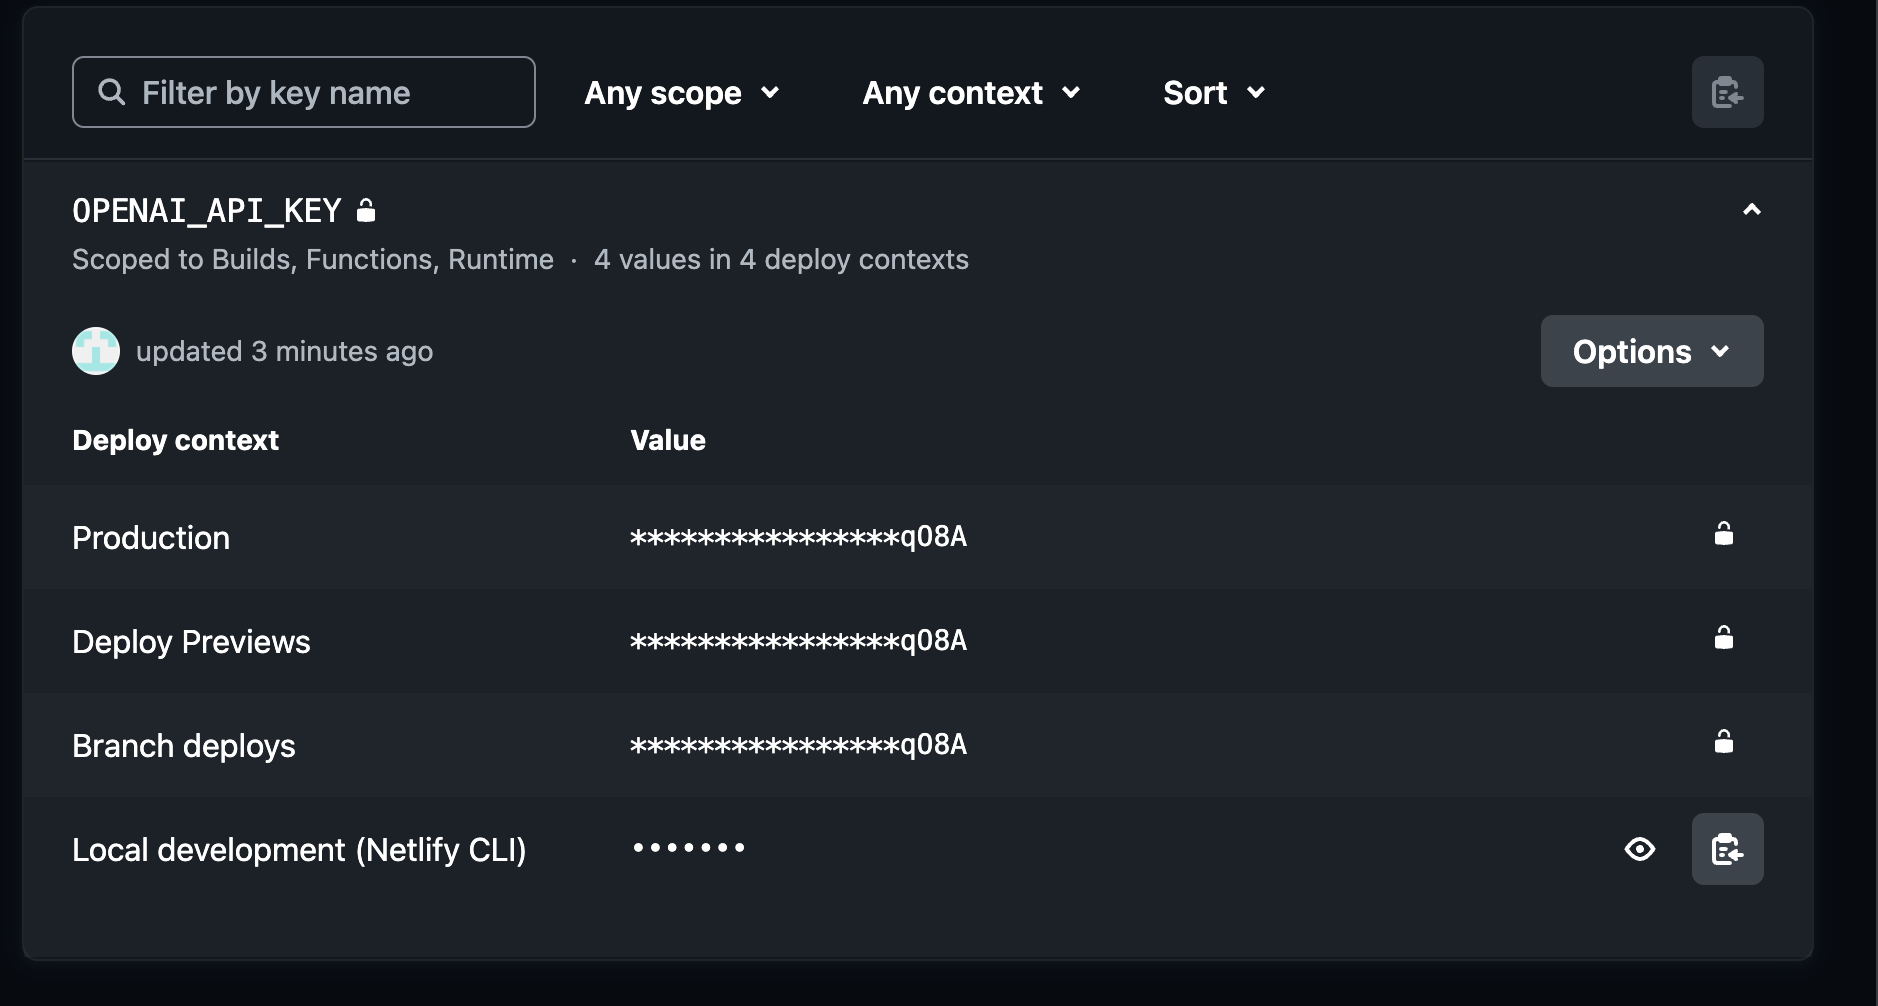 Filter by key name Any scope Any context Sort
OPENAI_API_KEY
Scoped to Builds, Functions, Runtime · 4 values in 4 deploy contexts
updated 3 minutes ago Options
Deploy context Value
Production ****************q08A
Deploy Previews ****************q08A
Branch deploys ****************q08A
Local development (Netlify CLI) •••••••